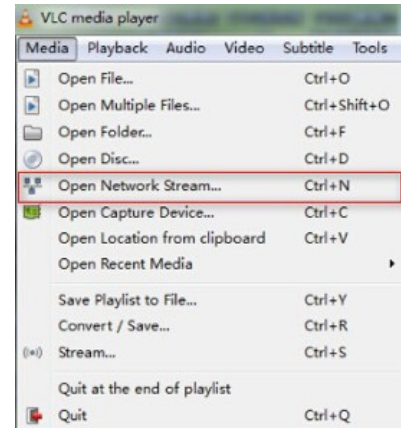 VLC media player
Media Playback Audio Video Subtitle Tools
Open File... Ctrl+O
Open Multiple Files... Ctrl+Shift+O
Open Folder... Ctrl+F
Open Disc... Ctrl+D
Open Network Stream... Ctrl+N
Open Capture Device... Ctrl+C
Open Location from clipboard Ctrl+V
Open Recent Media
Save Playlist to File... Ctrl+Y
Convert / Save... Ctrl+R
Stream... Ctrl+S
Quit at the end of playlist
Quit Ctrl+Q